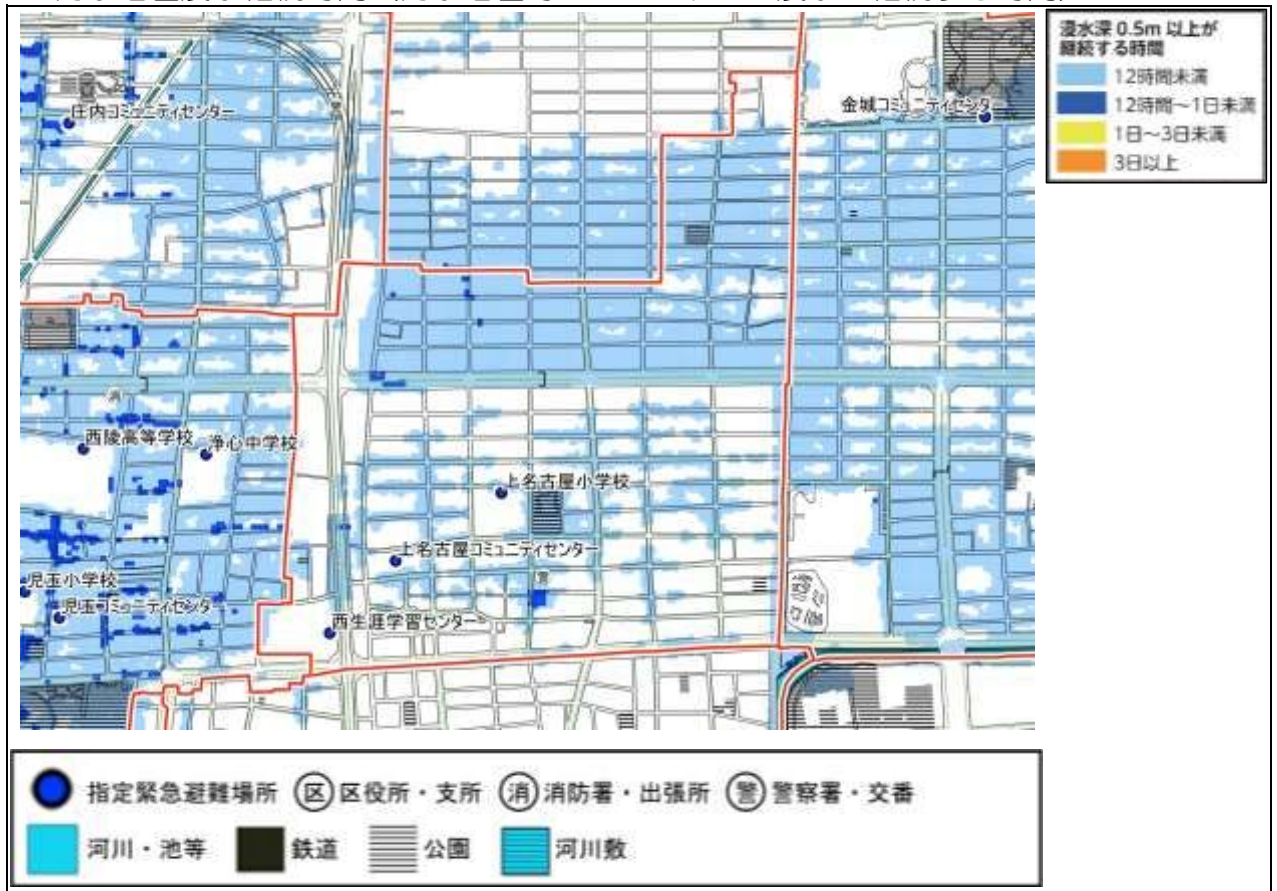 浸水深 0.5m 以上が
継続する時間
12時間未満
12時間～1日未満
1日～3日未満
3日以上
庄内コミュニティセンター
金城コミュニティセンター
西陵高等学校
浄心中学校
上名古屋小学校
上名古屋コミュニティセンター
児玉小学校
児玉コミュニティセンター
西生涯学習センター
指定緊急避難場所 区 区役所・支所 消 消防署・出張所 警 警察署・交番
河川・池等 鉄道 公園 河川敷